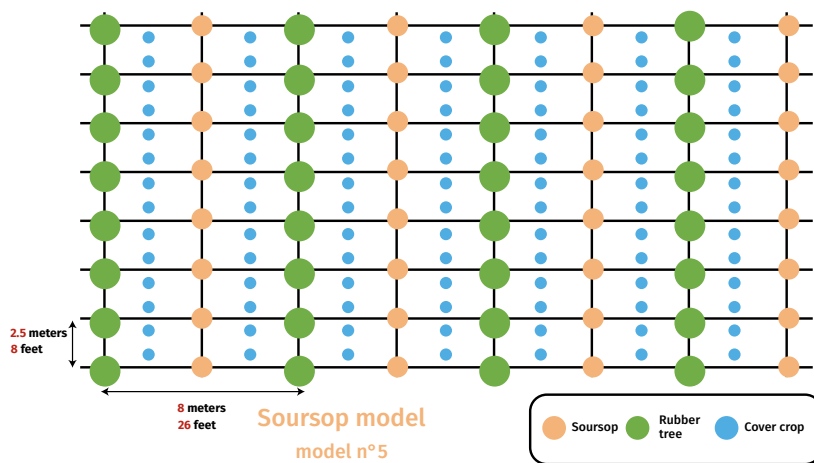 2.5 meters
8 feet
8 meters
26 feet
Soursop model
model n°5
Soursop
Rubber
tree
Cover crop